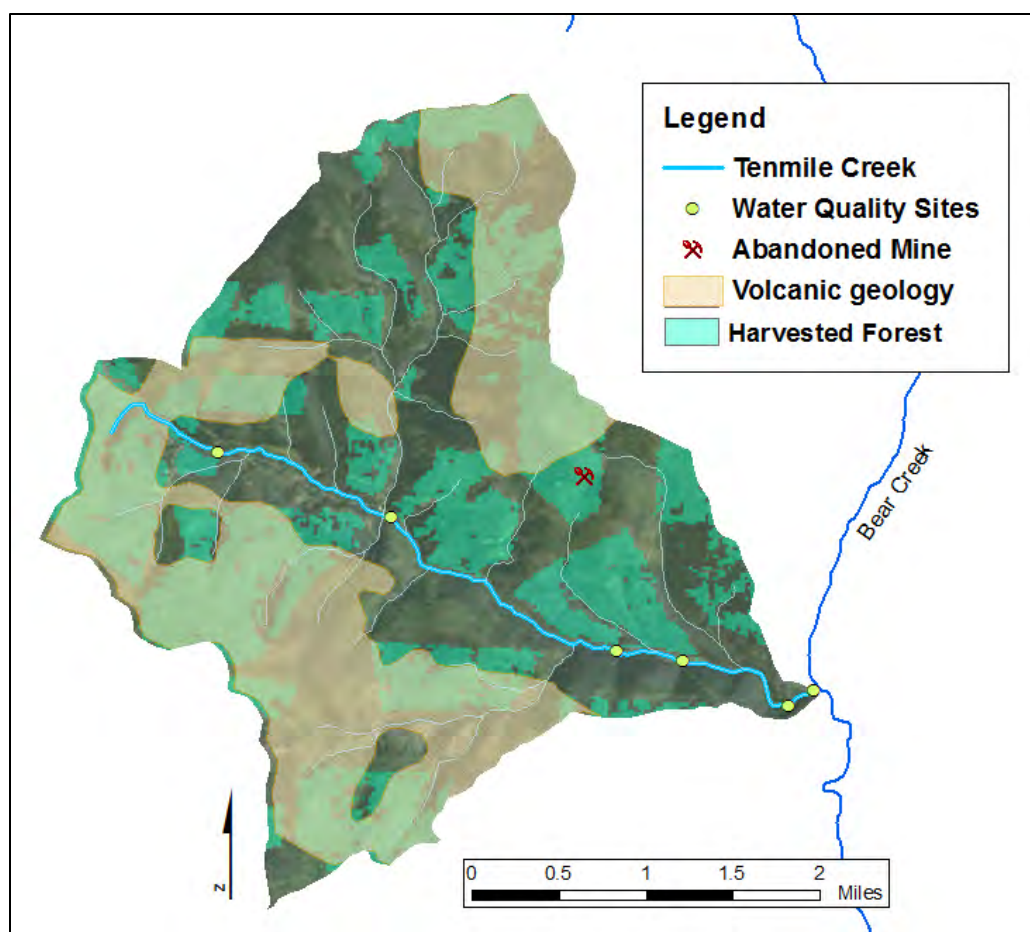 Legend
Tenmile Creek
Water Quality Sites
Abandoned Mine
Volcanic geology
Harvested Forest
Bear Creek
z
0 0.5 1 1.5 2
Miles